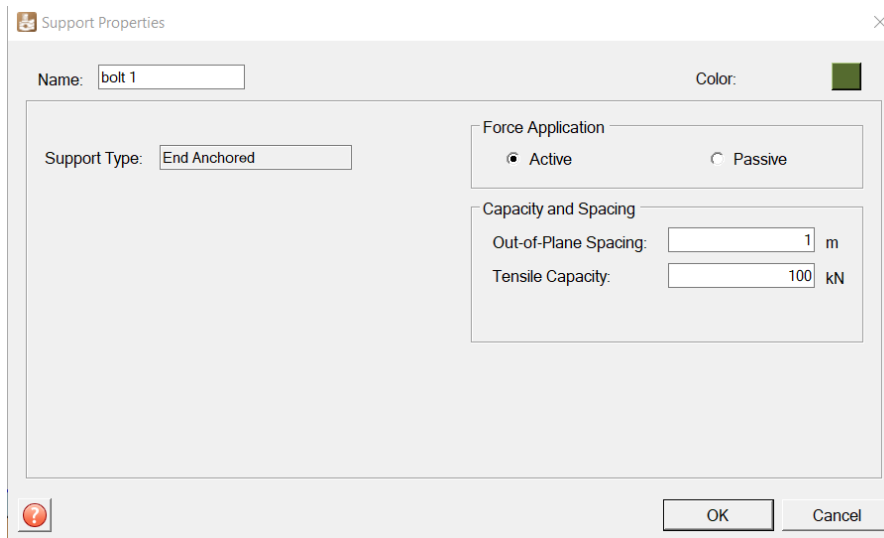 Support Properties
Name: bolt 1 Color:
Support Type: End Anchored
Force Application
Active Passive
Capacity and Spacing
Out-of-Plane Spacing: 1 m
Tensile Capacity: 100 kN
? OK Cancel